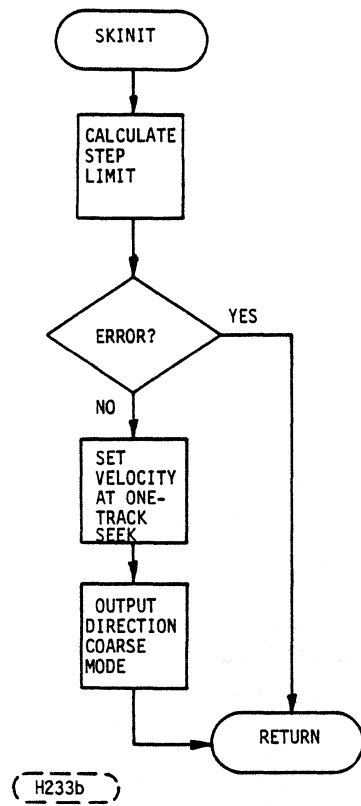 SKINIT
CALCULATE
STEP
LIMIT
ERROR?
YES
NO
SET
VELOCITY
AT ONE-
TRACK
SEEK
OUTPUT
DIRECTION
COARSE
MODE
RETURN
H233b